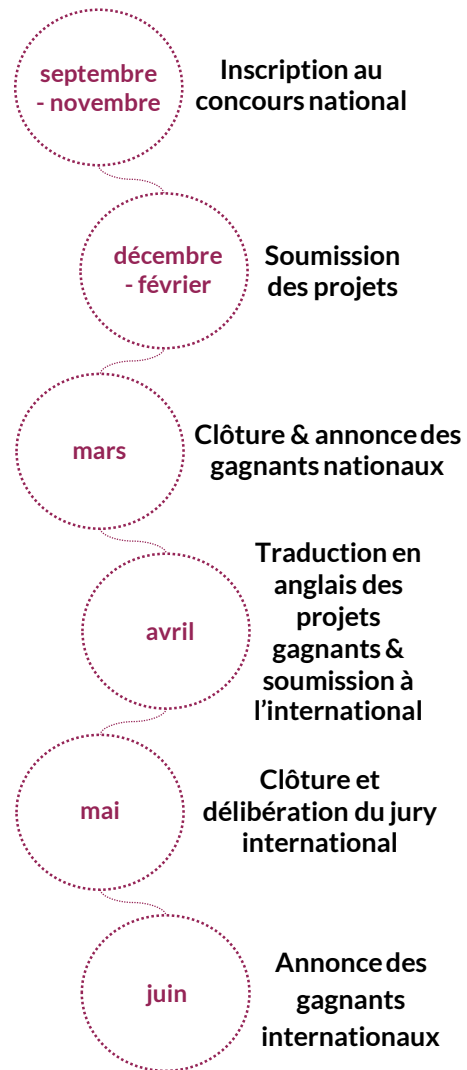 septembre
- novembre
Inscription au
concours national
décembre
- février
Soumission
des projets
mars
Clôture & annonce des
gagnants nationaux
avril
Traduction en
anglais des
projets
gagnants &
soumission à
l’international
mai
Clôture et
délibération du jury
international
juin
Annonce des
gagnants
internationaux